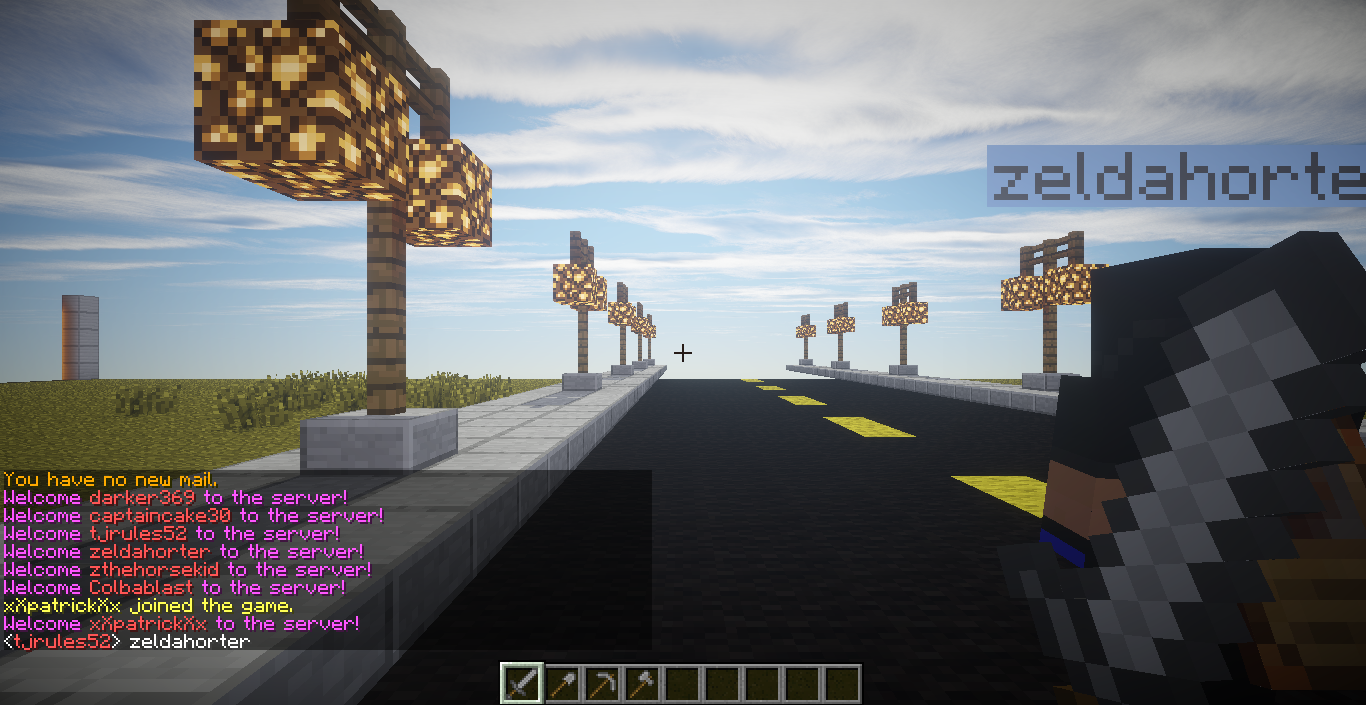 zeldahorte
You have no new mail.
Welcome darker369 to the server!
Welcome captaincake30 to the server!
Welcome tjrules52 to the server!
Welcome zeldahorter to the server!
Welcome zthehorsekid to the server!
Welcome Colbablast to the server!
xXpatrickXx joined the game.
Welcome xXpatrickXx to the server!
<tjrules52> zeldahorter